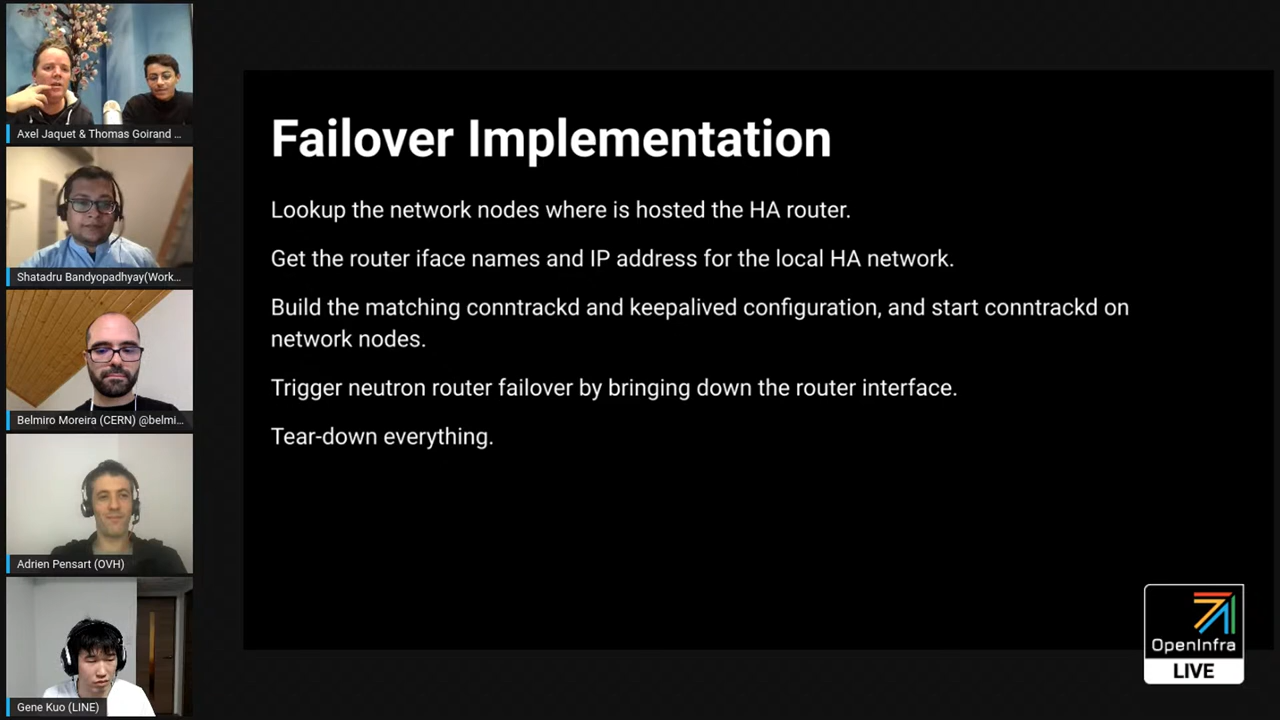 Axel Jaquet & Thomas Goirand ...
Shatadru Bandyopadhyay(Work...
Belmiro Moreira (CERN) @belmi...
Adrien Pensart (OVH)
Gene Kuo (LINE)
Failover Implementation
Lookup the network nodes where is hosted the HA router.
Get the router iface names and IP address for the local HA network.
Build the matching conntrackd and keepalived configuration, and start conntrackd on
network nodes.
Trigger neutron router failover by bringing down the router interface.
Tear-down everything.
OpenInfra
LIVE